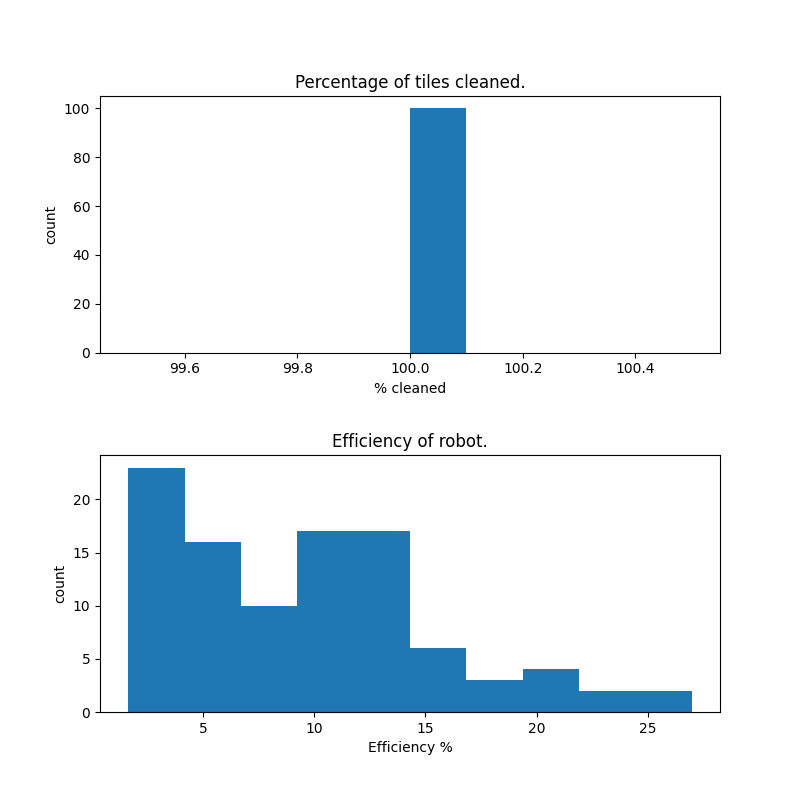 Percentage of tiles cleaned.
100
80
60
40
20
0
count
99.6 99.8 100.0 100.2 100.4
% cleaned
Efficiency of robot.
20
15
10
5
0
count
5 10 15 20 25
Efficiency %